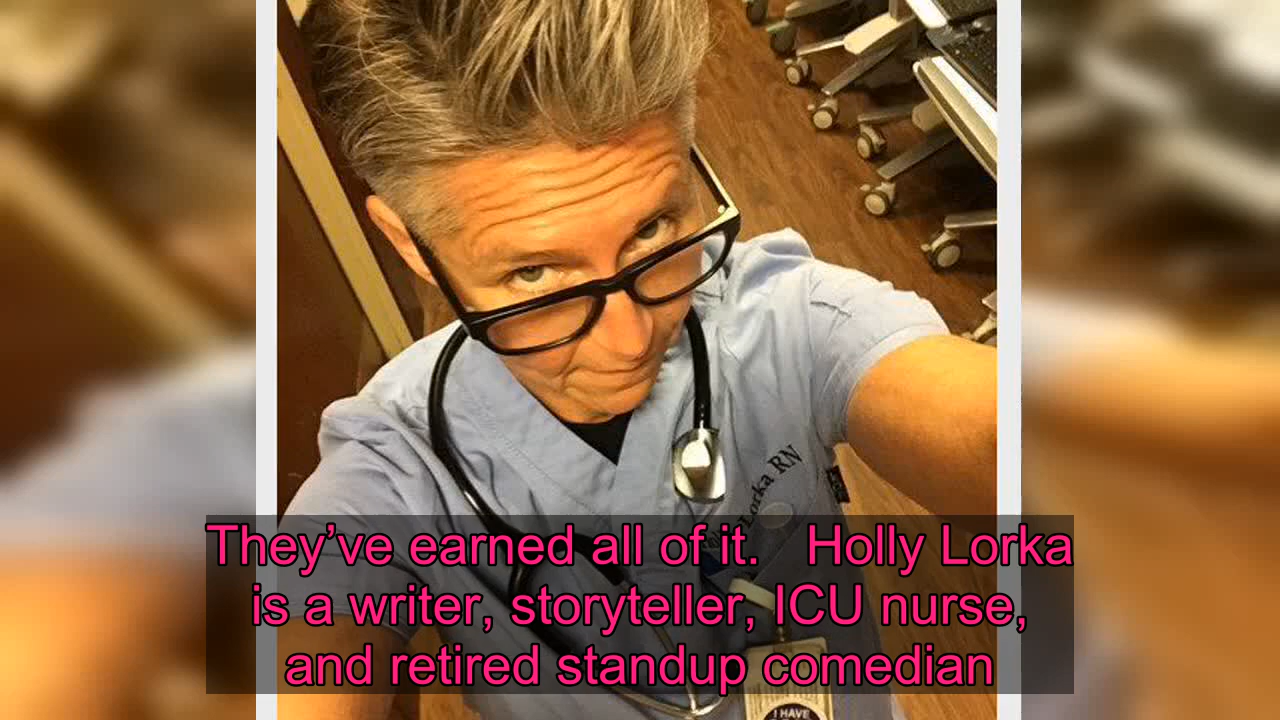 Lorka RN
They’ve earned all of it.   Holly Lorka
is a writer, storyteller, ICU nurse,
and retired standup comedian
I HAVE